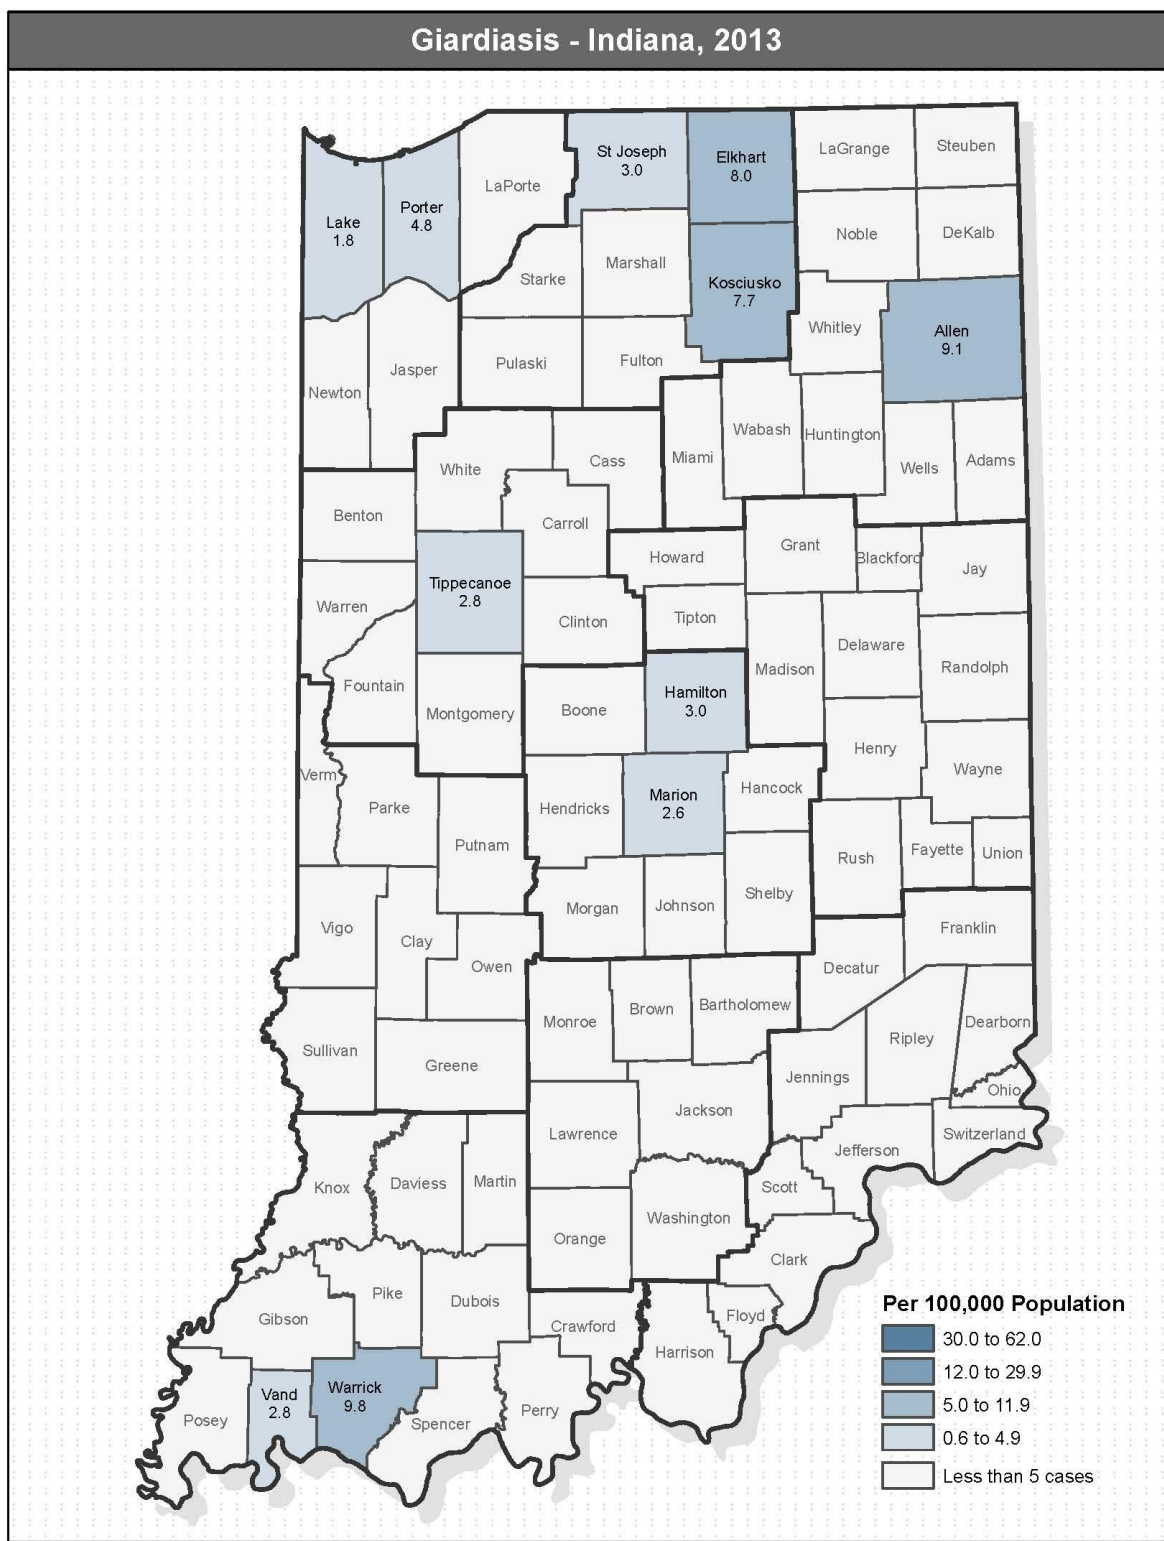 Giardiasis - Indiana, 2013
St Joseph
3.0
Elkhart
8.0
LaGrange
Steuben
LaPorte
Lake
1.8
Porter
4.8
Noble
DeKalb
Starke
Marshall
Kosciusko
7.7
Whitley
Allen
9.1
Newton
Jasper
Pulaski
Fulton
White
Cass
Miami
Wabash
Huntington
Wells
Adams
Benton
Carroll
Howard
Grant
Blackford
Jay
Warren
Tippecanoe
2.8
Clinton
Tipton
Madison
Delaware
Randolph
Fountain
Montgomery
Boone
Hamilton
3.0
Henry
Wayne
Verm
Parke
Putnam
Hendricks
Marion
2.6
Hancock
Rush
Fayette
Union
Vigo
Clay
Owen
Morgan
Johnson
Shelby
Franklin
Decatur
Monroe
Brown
Bartholomew
Ripley
Dearborn
Sullivan
Greene
Jennings
Ohio
Lawrence
Jackson
Jefferson
Switzerland
Knox
Daviess
Martin
Scott
Orange
Washington
Clark
Gibson
Pike
Dubois
Crawford
Floyd
Harrison
Posey
Vand
2.8
Warrick
9.8
Spencer
Perry
Per 100,000 Population
30.0 to 62.0
12.0 to 29.9
5.0 to 11.9
0.6 to 4.9
Less than 5 cases